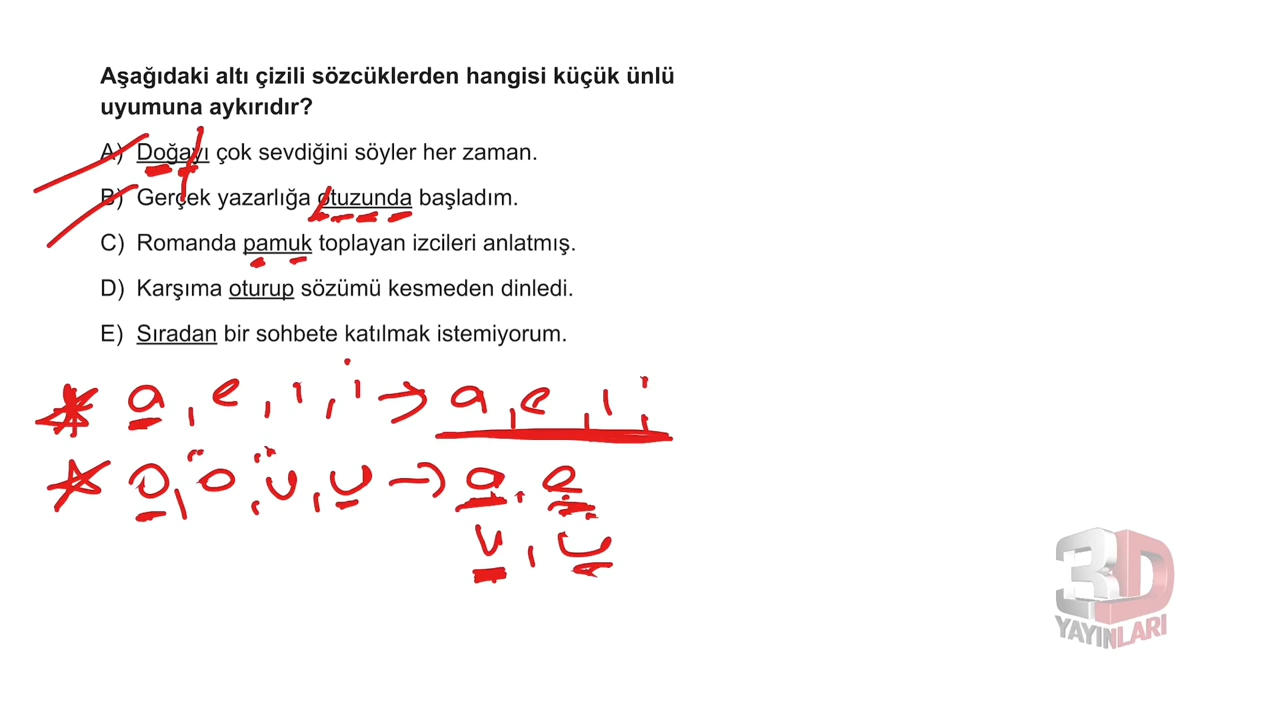 Aşağıdaki altı çizili sözcüklerden hangisi küçük ünlü
uyumuna aykırıdır?
A) Doğayı çok sevdiğini söyler her zaman.
B) Gerçek yazarlığa otuzunda başladım.
C) Romanda pamuk toplayan izcileri anlatmış.
D) Karşıma oturup sözümü kesmeden dinledi.
E) Sıradan bir sohbete katılmak istemiyorum.
a, e, ı, i → a, e, ı, i
o, ö, ü, u → a, e
u, ü
3D
YAYINLARI